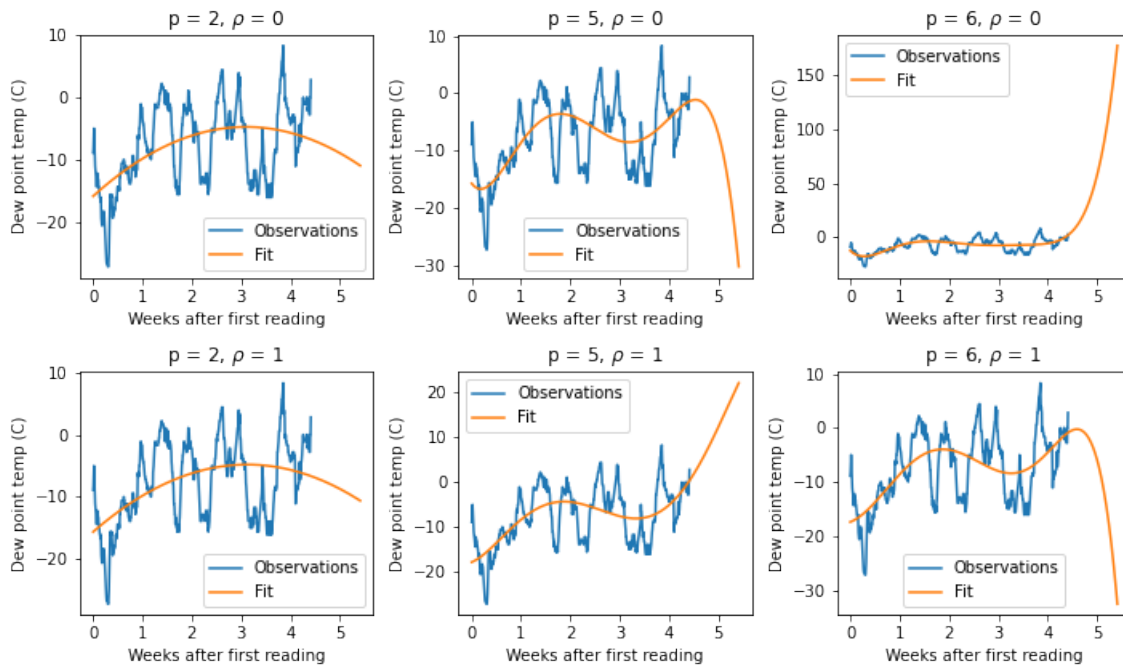 p = 2, ρ = 0
Dew point temp (C)
10
0
−10
−20
Observations
Fit
0 1 2 3 4 5
Weeks after first reading
p = 5, ρ = 0
Dew point temp (C)
10
0
−10
−20
−30
Observations
Fit
0 1 2 3 4 5
Weeks after first reading
p = 6, ρ = 0
Dew point temp (C)
150
100
50
0
Observations
Fit
0 1 2 3 4 5
Weeks after first reading
p = 2, ρ = 1
Dew point temp (C)
10
0
−10
−20
Observations
Fit
0 1 2 3 4 5
Weeks after first reading
p = 5, ρ = 1
Dew point temp (C)
20
10
0
−10
−20
Observations
Fit
0 1 2 3 4 5
Weeks after first reading
p = 6, ρ = 1
Dew point temp (C)
10
0
−10
−20
−30
Observations
Fit
0 1 2 3 4 5
Weeks after first reading